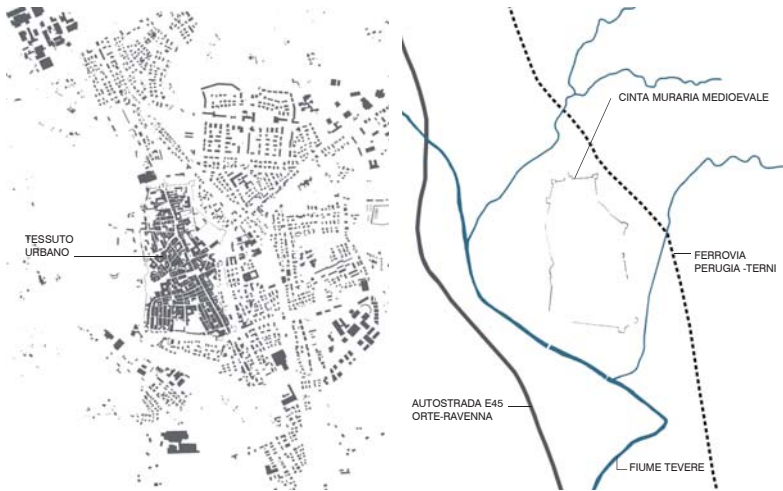 TESSUTO
URBANO
CINTA MURARIA MEDIOEVALE
FERROVIA
PERUGIA -TERNI
AUTOSTRADA E45
ORTE-RAVENNA
FIUME TEVERE